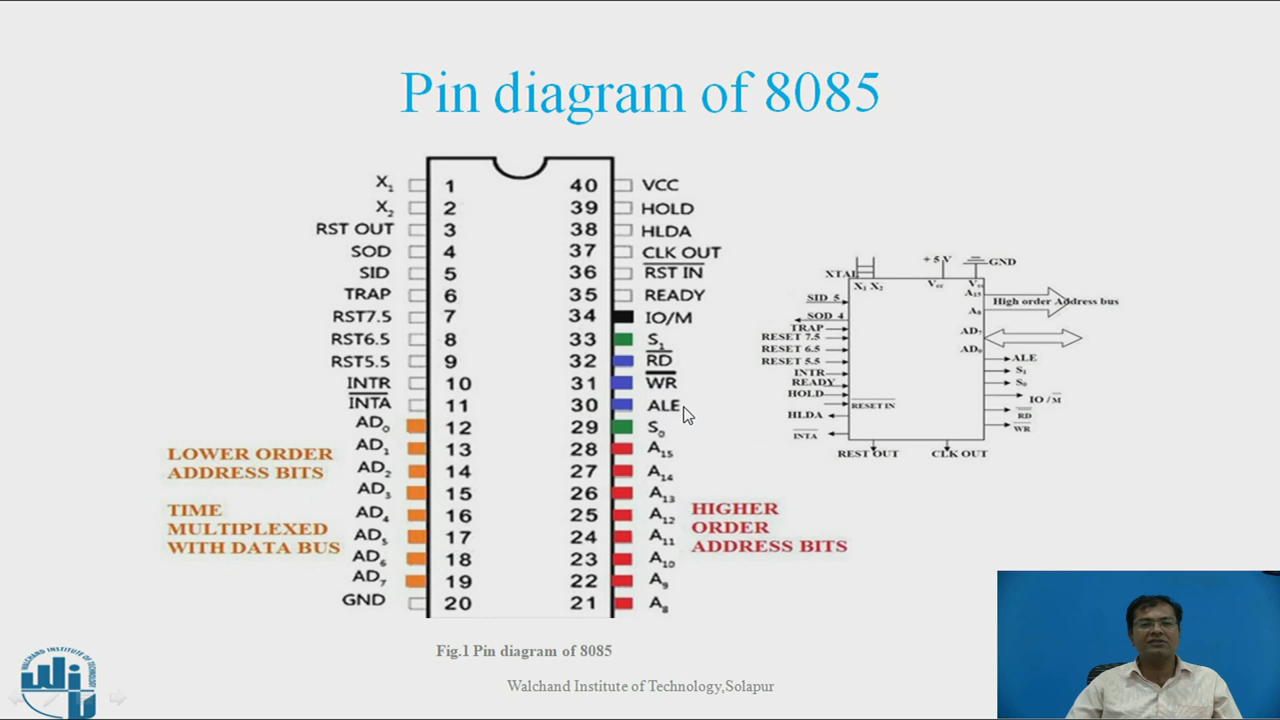 Pin diagram of 8085
X1 1 40 VCC
X2 2 39 HOLD
RST OUT 3 38 HLDA
SOD 4 37 CLK OUT
SID 5 36 RST IN
TRAP 6 35 READY
RST7.5 7 34 IO/M
RST6.5 8 33 S1
RST5.5 9 32 RD
INTR 10 31 WR
INTA 11 30 ALE
AD0 12 29 S0
AD1 13 28 A15
AD2 14 27 A14
AD3 15 26 A13
AD4 16 25 A12
AD5 17 24 A11
AD6 18 23 A10
AD7 19 22 A9
GND 20 21 A8
LOWER ORDER
ADDRESS BITS
TIME
MULTIPLEXED
WITH DATA BUS
HIGHER
ORDER
ADDRESS BITS
+ 5 V GND
XTAL
X1 X2 Vcc
A15
High order Address bus
A8
SID 5
SOD 4
TRAP
RESET 7.5
RESET 6.5
RESET 5.5
INTR
READY
HOLD
HLDA
INTA
RESET IN
AD7
AD0
ALE
S1
S0
IO / M
RD
WR
REST OUT CLK OUT
Fig.1 Pin diagram of 8085
Walchand Institute of Technology,Solapur
WALCHAND INSTITUTE OF TECHNOLOGY
WIT